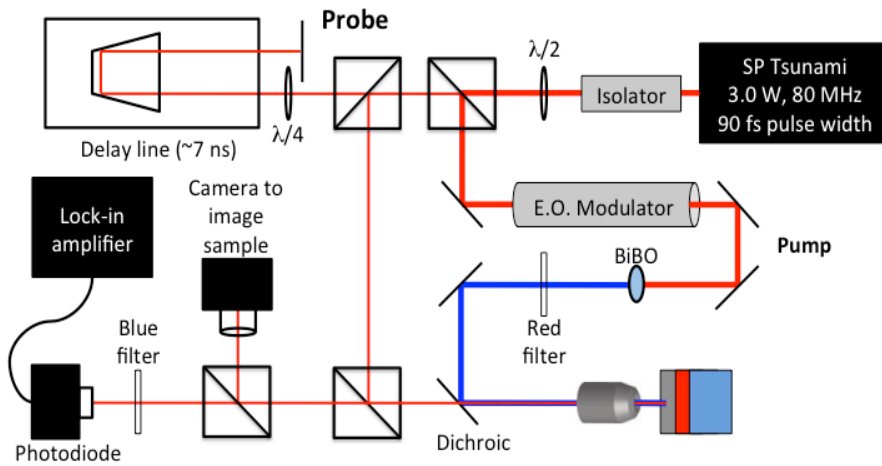 Probe
λ/2
SP Tsunami
3.0 W, 80 MHz
90 fs pulse width
Isolator
λ/4
Delay line (~7 ns)
Camera to
image
sample
Lock-in
amplifier
E.O. Modulator
Pump
BiBO
Blue
filter
Red
filter
Photodiode
Dichroic